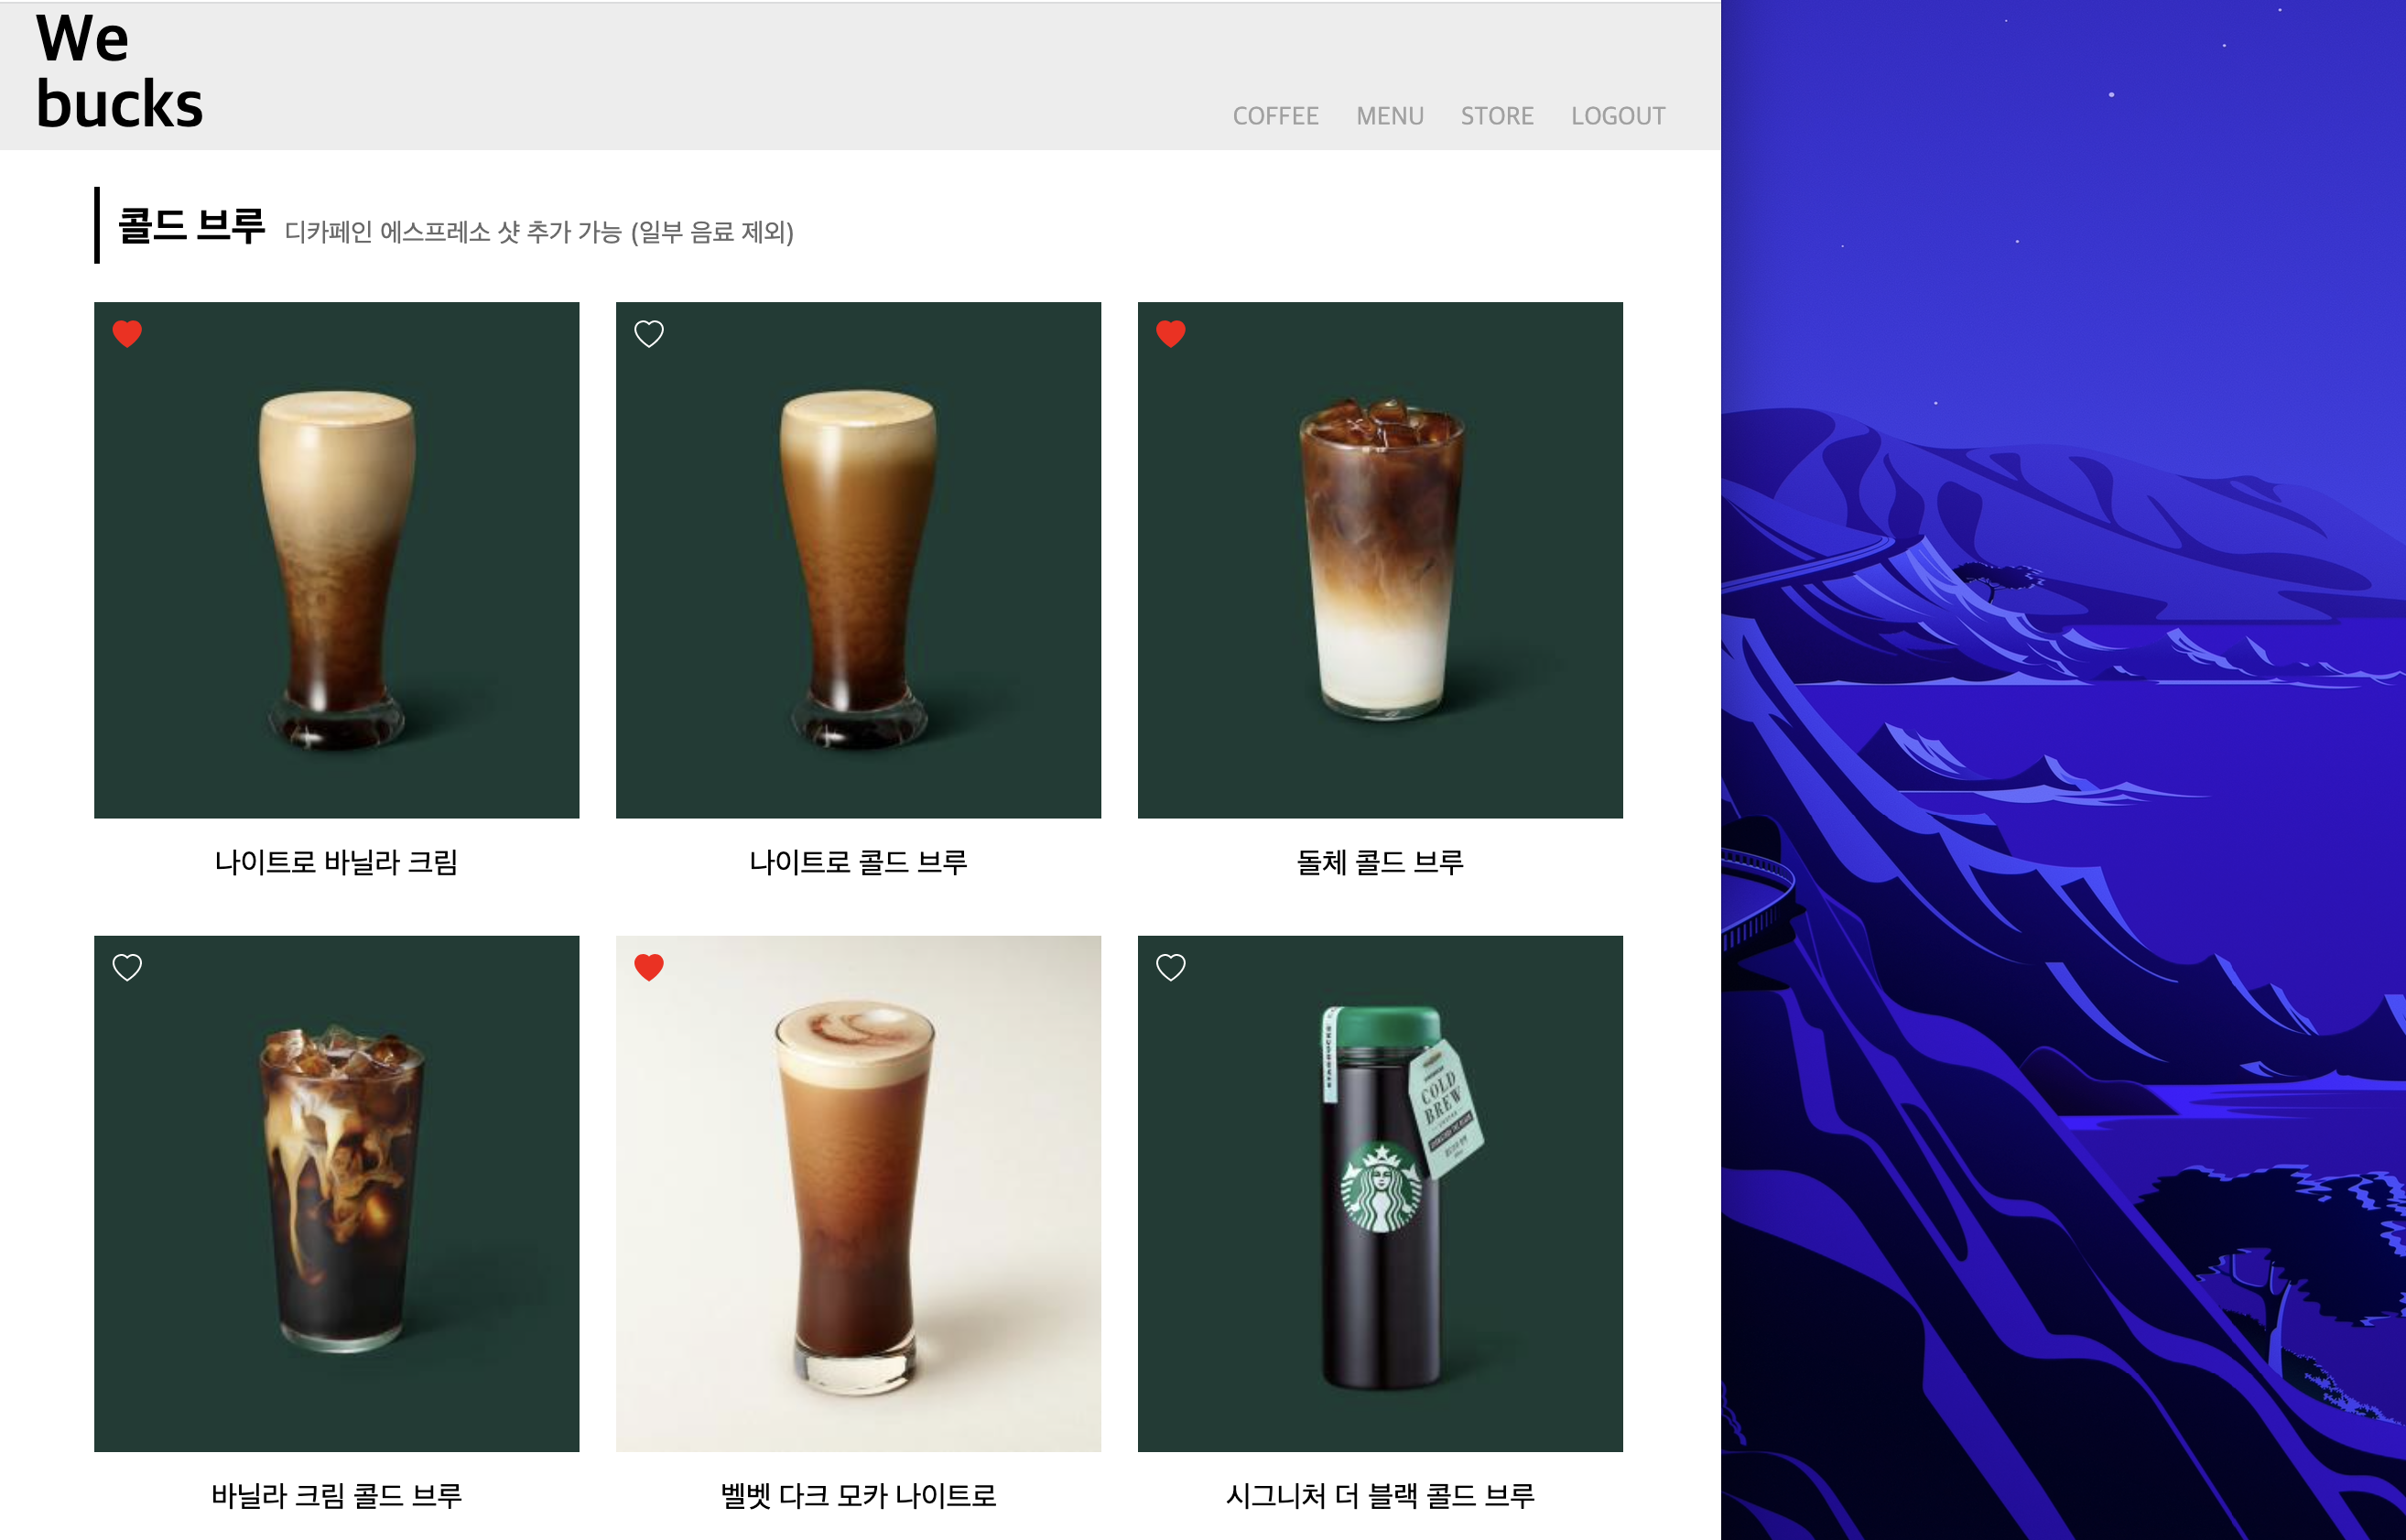 We
bucks
COFFEE MENU STORE LOGOUT
콜드 브루 디카페인 에스프레소 샷 추가 가능 (일부 음료 제외)
나이트로 바닐라 크림
나이트로 콜드 브루
돌체 콜드 브루
COLD
BREW
바닐라 크림 콜드 브루
벨벳 다크 모카 나이트로
시그니처 더 블랙 콜드 브루